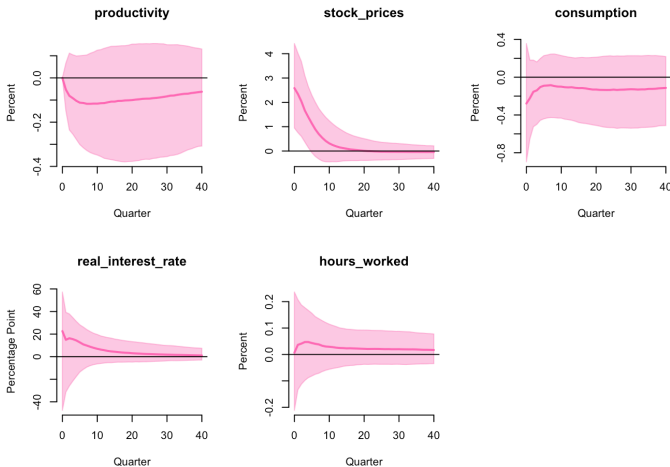 productivity
Percent
0.0
-0.2
-0.4
0 10 20 30 40
Quarter
stock_prices
Percent
4
3
2
1
0
0 10 20 30 40
Quarter
consumption
Percent
0.4
0.0
-0.4
-0.8
0 10 20 30 40
Quarter
real_interest_rate
Percentage Point
60
40
20
0
-40
0 10 20 30 40
Quarter
hours_worked
Percent
0.2
0.1
0.0
-0.2
0 10 20 30 40
Quarter